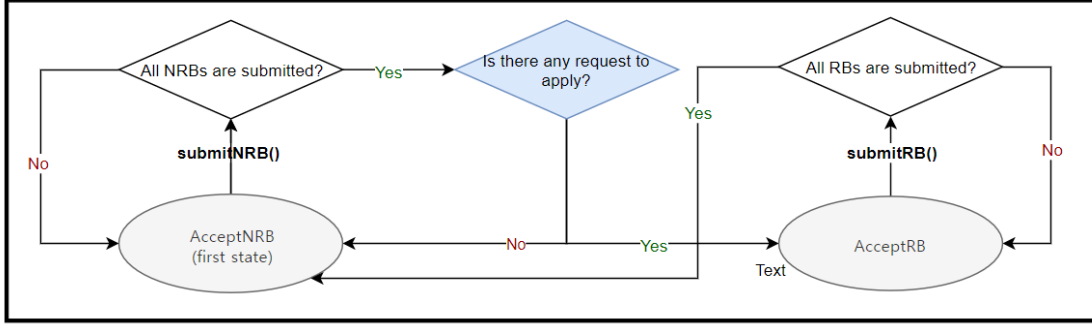 All NRBs are submitted?
Yes
Is there any request to
apply?
All RBs are submitted?
Yes
No
submitNRB()
submitRB()
No
AcceptNRB
(first state)
No
Yes
AcceptRB
Text